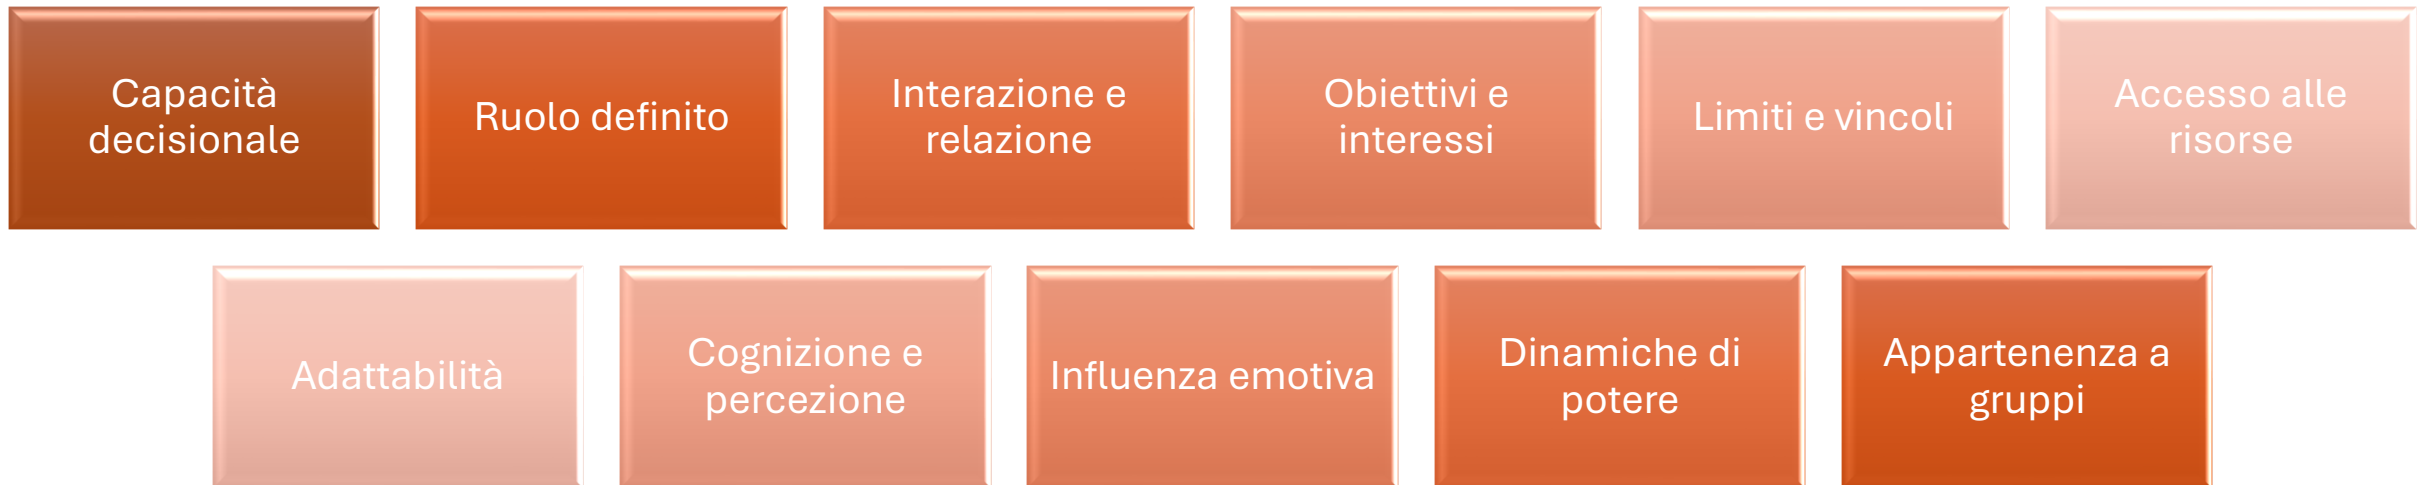 Capacità
decisionale
Ruolo definito
Interazione e
relazione
Obiettivi e
interessi
Limiti e vincoli
Accesso alle
risorse
Adattabilità
Cognizione e
percezione
Influenza emotiva
Dinamiche di
potere
Appartenenza a
gruppi